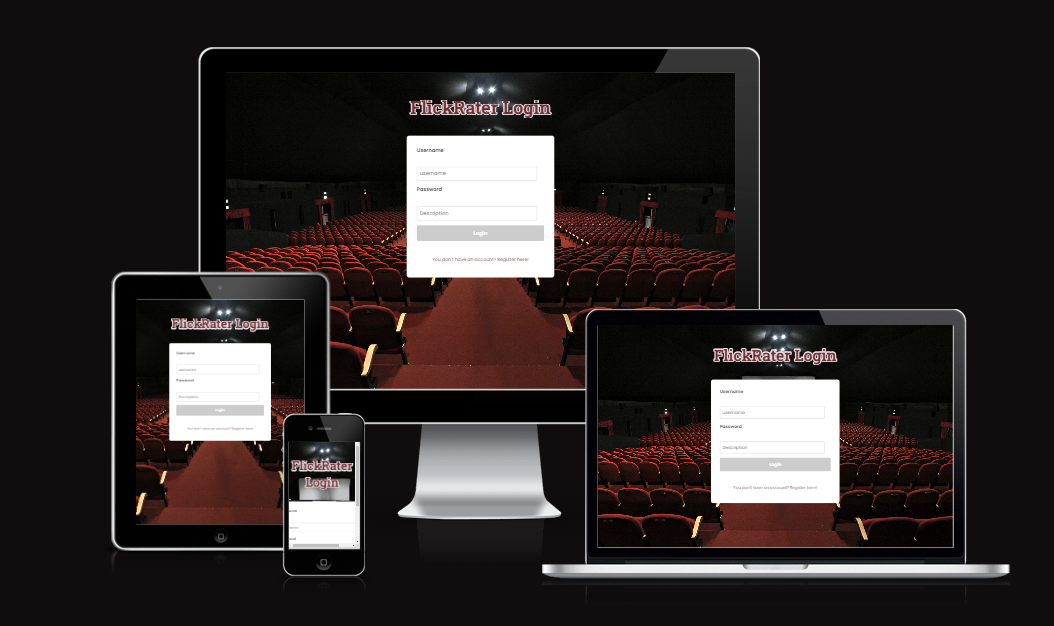 FlickRater Login
Username
username
Password
Description
Login
You don't have an account? Register here!
FlickRater Login
Username
username
Password
Description
Login
You don't have an account? Register here!
FlickRater
Login
ame
word
FlickRater Login
Username
username
Password
Description
Login
You don't have an account? Register here!